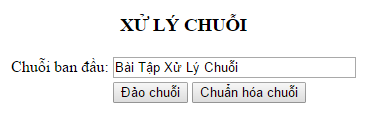 XỬ LÝ CHUỖI
Chuỗi ban đầu: Bài Tập Xử Lý Chuỗi
Đảo chuỗi Chuẩn hóa chuỗi